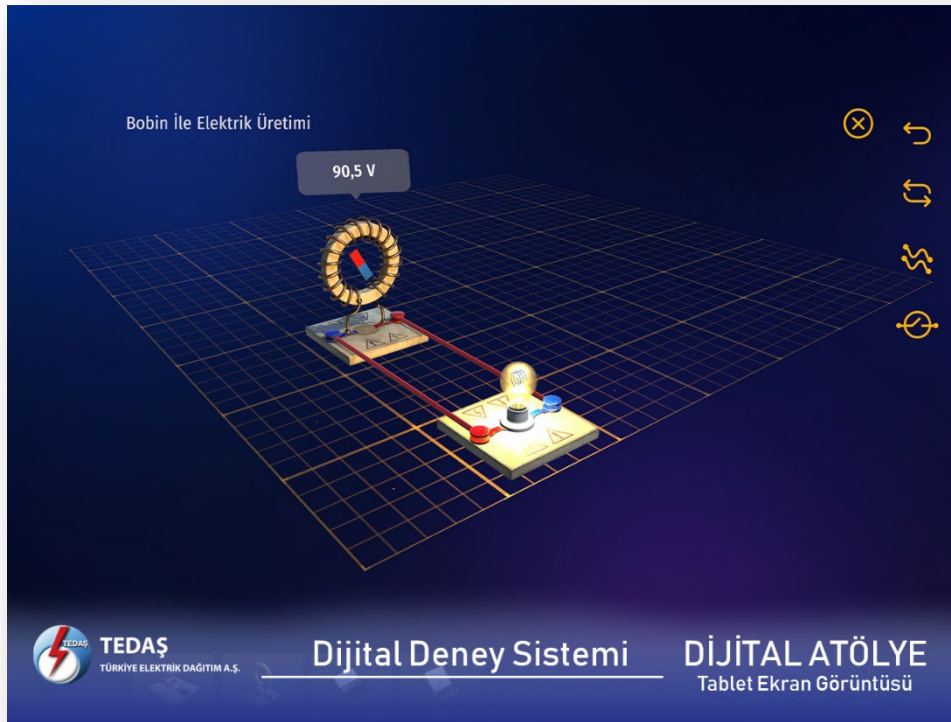 Bobin İle Elektrik Üretimi
90,5 V
TEDAŞ
TEDAŞ
TÜRKİYE ELEKTRİK DAĞITIM A.Ş.
Dijital Deney Sistemi
DİJİTAL ATÖLYE
Tablet Ekran Görüntüsü